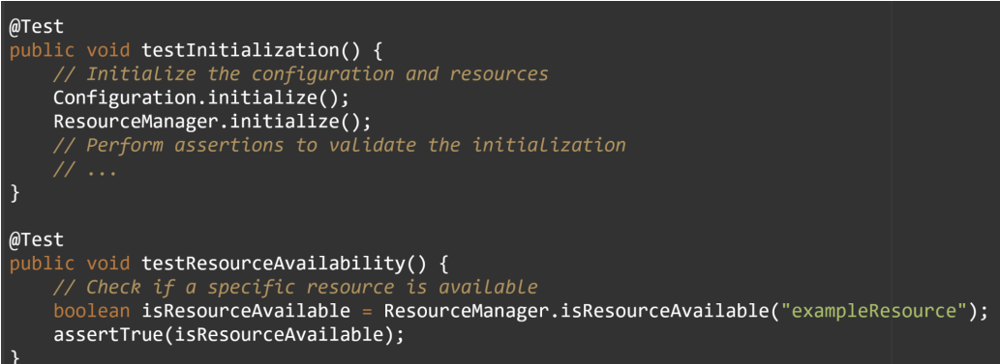 @Test
public void testInitialization() {
    // Initialize the configuration and resources
    Configuration.initialize();
    ResourceManager.initialize();
    // Perform assertions to validate the initialization
    // ...
}
@Test
public void testResourceAvailability() {
    // Check if a specific resource is available
    boolean isResourceAvailable = ResourceManager.isResourceAvailable("exampleResource");
    assertTrue(isResourceAvailable);
}